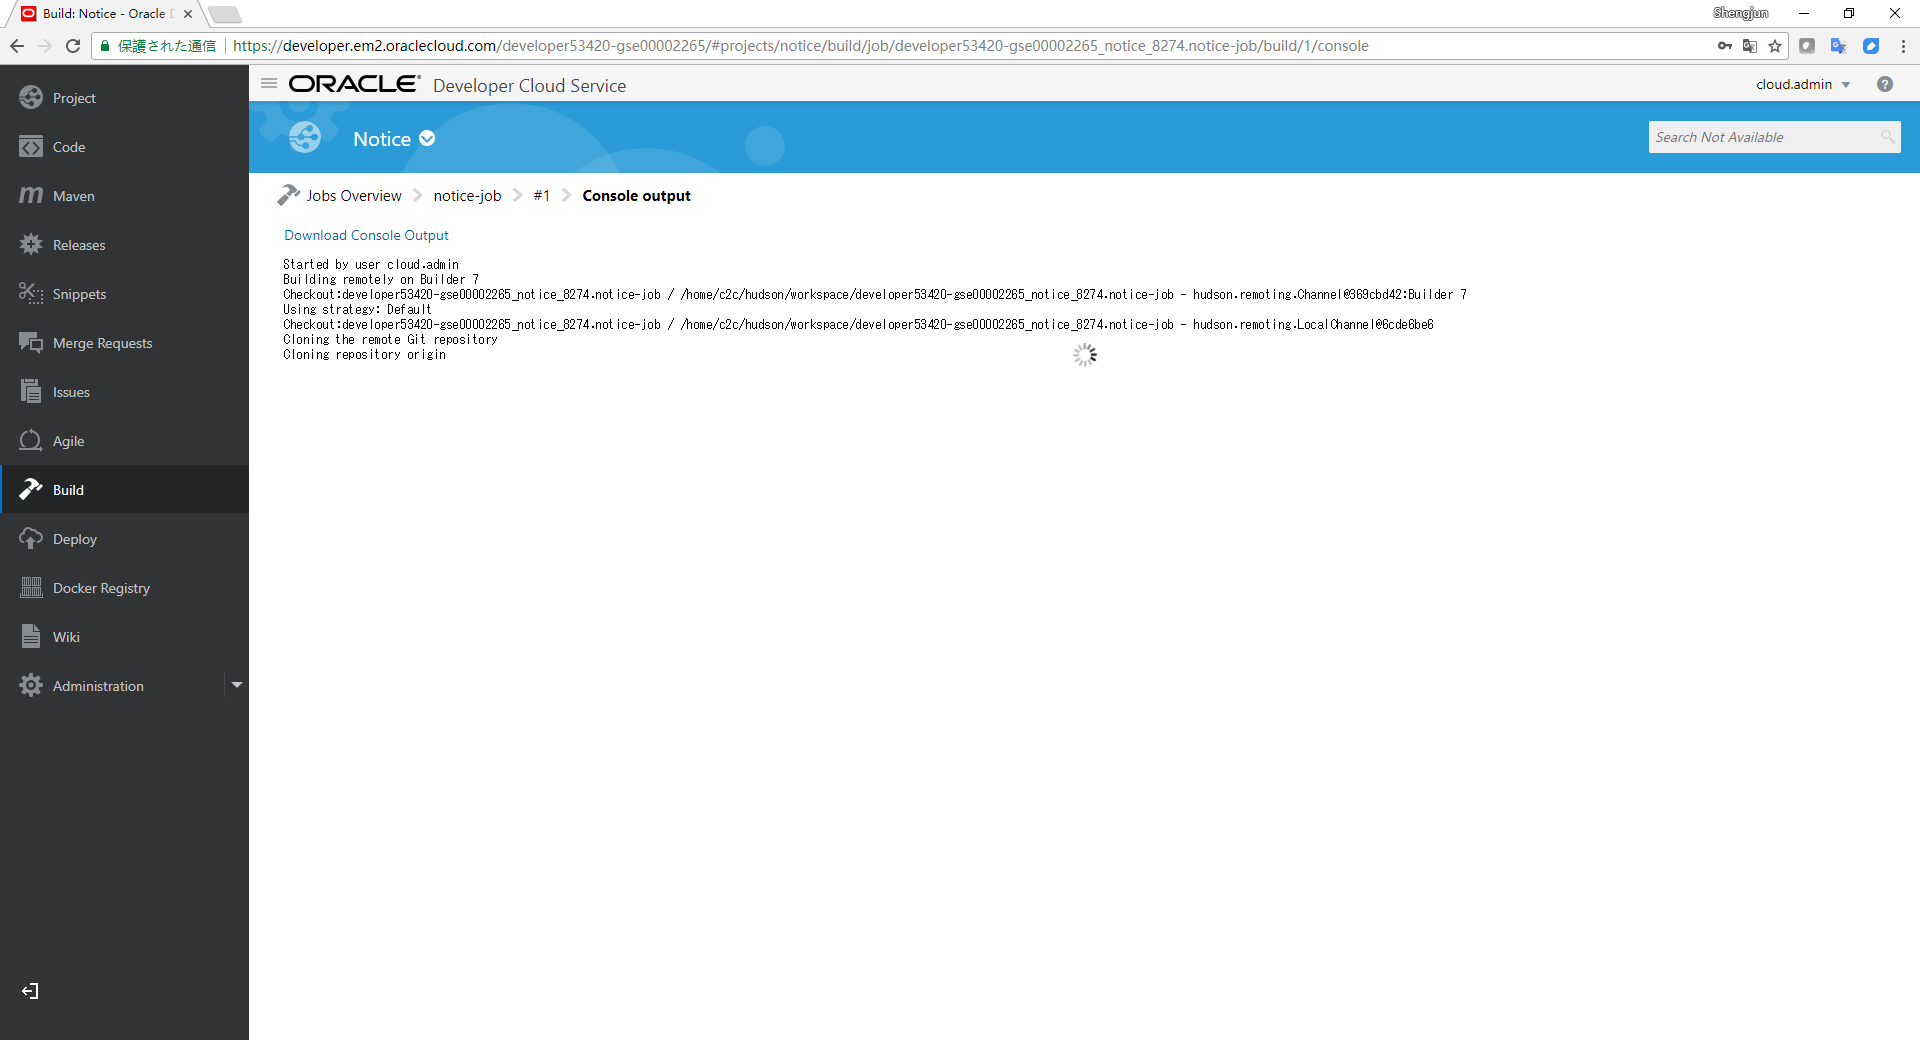 Build: Notice - Oracle
Shengjun
保護された通信
https://developer.em2.oraclecloud.com/developer53420-gse00002265/#projects/notice/build/job/developer53420-gse00002265_notice_8274.notice-job/build/1/console
ORACLE Developer Cloud Service
cloud.admin
Notice
Search Not Available
Project
Code
Maven
Releases
Snippets
Merge Requests
Issues
Agile
Build
Deploy
Docker Registry
Wiki
Administration
Jobs Overview > notice-job > #1 > Console output
Download Console Output
Started by user cloud.admin
Building remotely on Builder 7
Checkout:developer53420-gse00002265_notice_8274.notice-job / /home/c2c/hudson/workspace/developer53420-gse00002265_notice_8274.notice-job - hudson.remoting.Channel@369cbd42:Builder 7
Using strategy: Default
Checkout:developer53420-gse00002265_notice_8274.notice-job / /home/c2c/hudson/workspace/developer53420-gse00002265_notice_8274.notice-job - hudson.remoting.LocalChannel@6cde6be6
Cloning the remote Git repository
Cloning repository origin